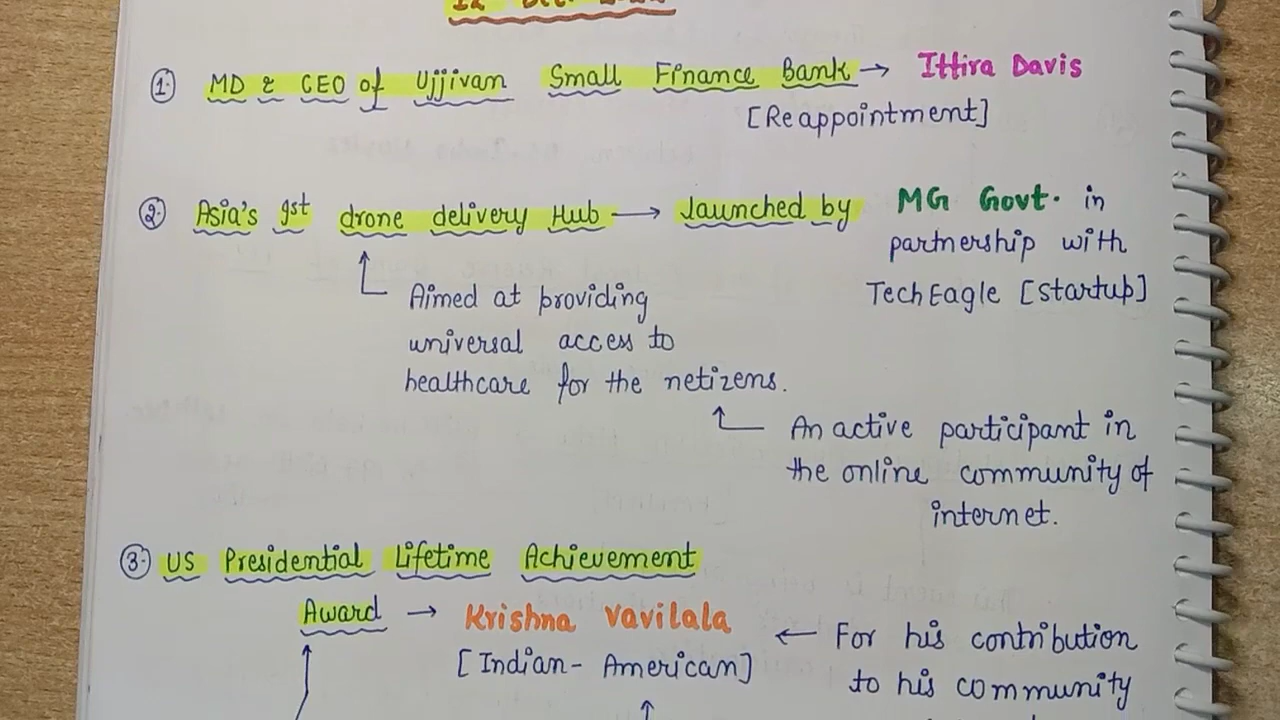 ① MD & CEO of Ujjivan Small Finance Bank → Ittira Davis
[Reappointment]
② Asia's 1st drone delivery Hub → launched by MG Govt. in
partnership with
TechEagle [startup]
Aimed at providing
universal access to
healthcare for the netizens.
An active participant in
the online community of
internet.
③ US Presidential Lifetime Achievement
Award → Krishna Vavilala
[Indian-American]
← For his contribution
to his community